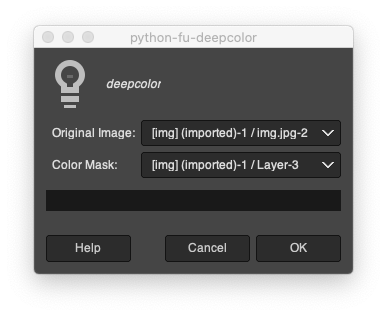 python-fu-deepcolor
deepcolor
Original Image: [img] (imported)-1 / img.jpg-2
Color Mask: [img] (imported)-1 / Layer-3
Help Cancel OK